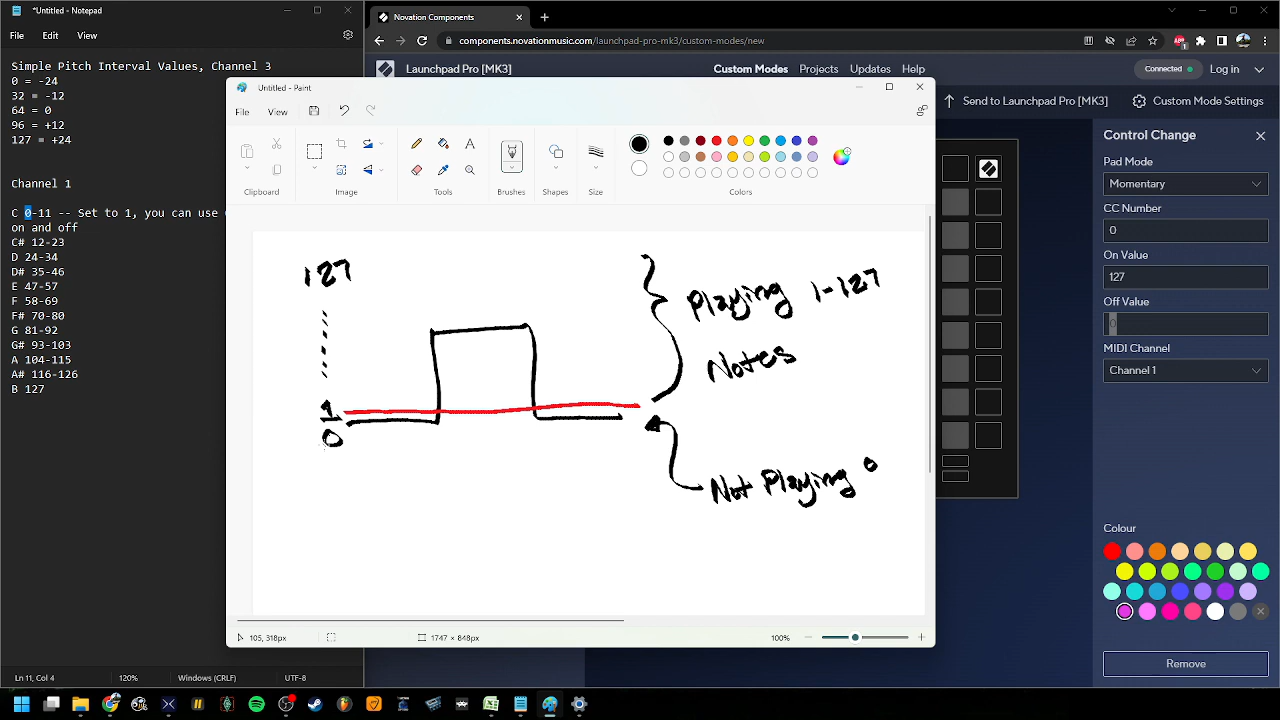 *Untitled - Notepad
File Edit View
Simple Pitch Interval Values, Channel 3
0 = -24
32 = -12
64 = 0
96 = +12
127 = +24
Channel 1
C 0-11 -- Set to 1, you can use
on and off
C# 12-23
D 24-34
D# 35-46
E 47-57
F 58-69
F# 70-80
G 81-92
G# 93-103
A 104-115
A# 116-126
B 127
Ln 11, Col 4 120% Windows (CRLF) UTF-8
Novation Components
components.novationmusic.com/launchpad-pro-mk3/custom-modes/new
Launchpad Pro [MK3] Custom Modes Projects Updates Help Connected Log in
Send to Launchpad Pro [MK3] Custom Mode Settings
Untitled - Paint
File View
Clipboard Image Tools Brushes Shapes Size Colors
127
1
0
Playing 1-127
Notes
Not Playing 0
105, 318px 1747 × 848px 100%
Control Change
Pad Mode
Momentary
CC Number
0
On Value
127
Off Value
0
MIDI Channel
Channel 1
Colour
Remove